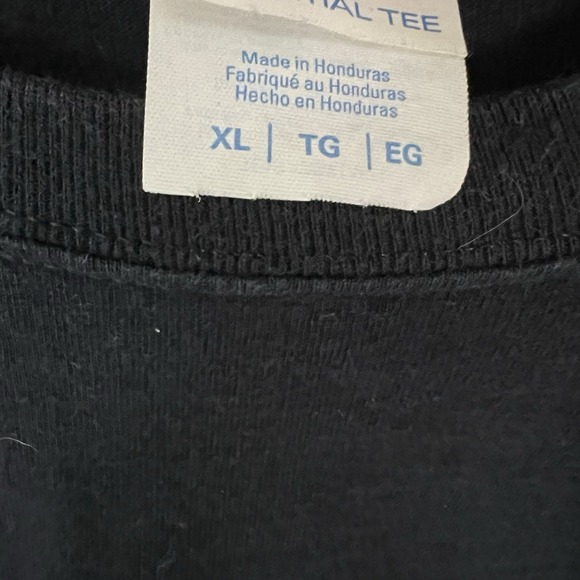 TEE
Made in Honduras
Fabriqué au Honduras
Hecho en Honduras
XL | TG | EG